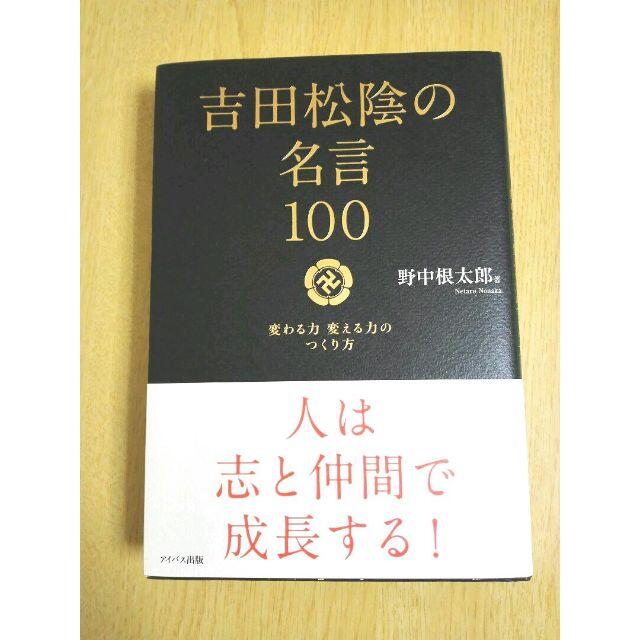 吉田松陰の
名言
100
野中根太郎 著
Netaro Nonaka
変わる力 変える力の
つくり方
人は
志と仲間で
成長する!
アイバス出版